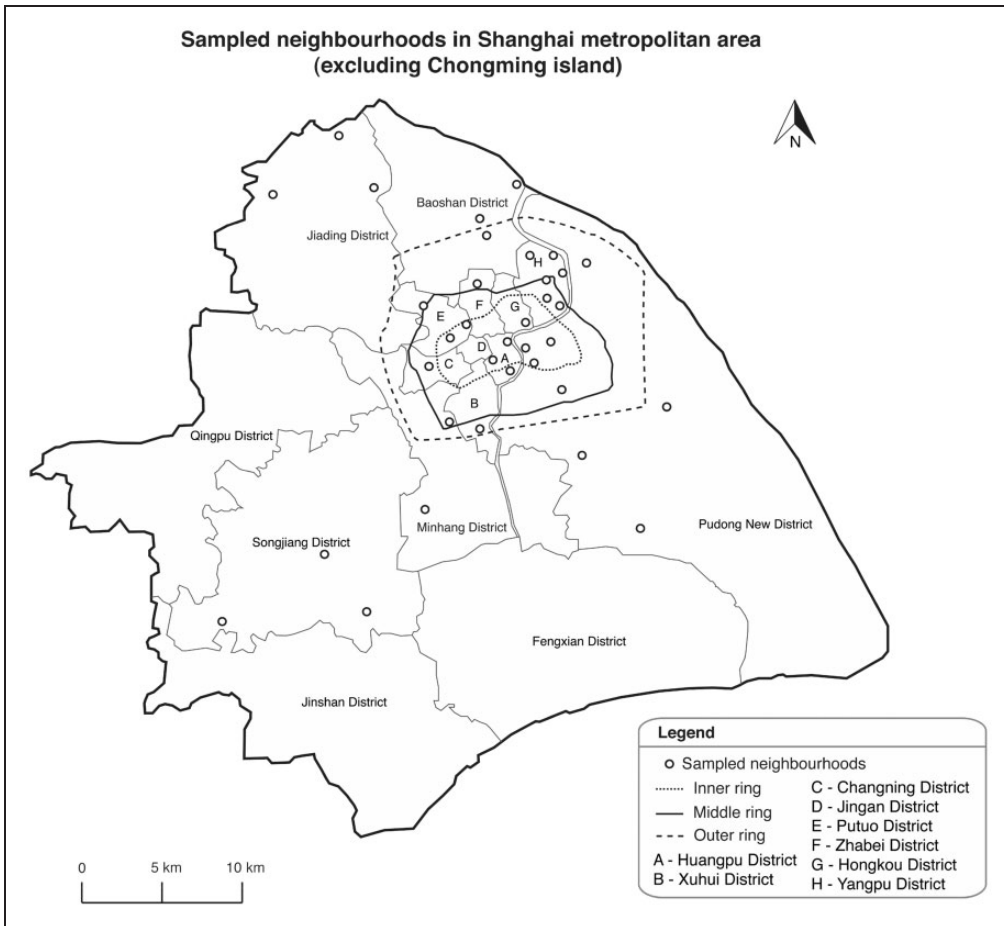 Sampled neighbourhoods in Shanghai metropolitan area
(excluding Chongming island)
N
Baoshan District
Jiading District
H
F
G
E
D
C
A
B
Qingpu District
Minhang District
Pudong New District
Songjiang District
Fengxian District
Jinshan District
Legend
Sampled neighbourhoods
Inner ring
Middle ring
Outer ring
A - Huangpu District
B - Xuhui District
C - Changning District
D - Jingan District
E - Putuo District
F - Zhabei District
G - Hongkou District
H - Yangpu District
0 5 km 10 km